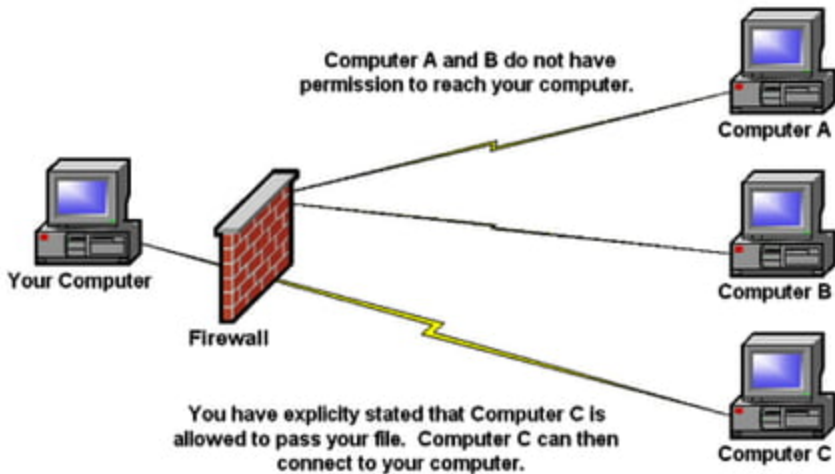 Computer A and B do not have
permission to reach your computer.
Computer A
Your Computer
Computer B
Firewall
You have explicity stated that Computer C is
allowed to pass your file. Computer C can then
connect to your computer.
Computer C